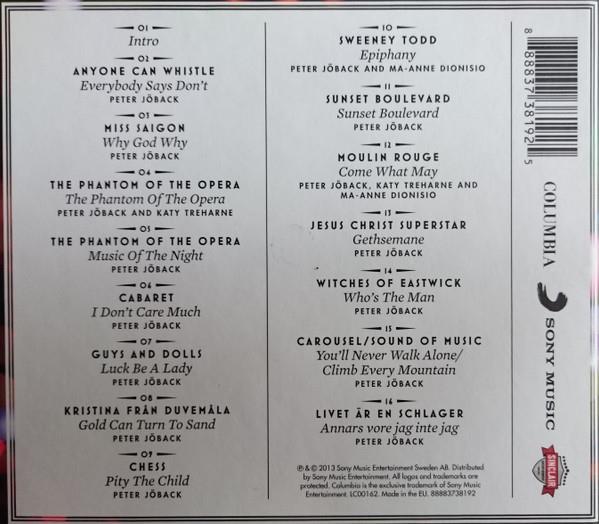 01
Intro
02
ANYONE CAN WHISTLE
Everybody Says Don't
PETER JÖBACK
03
MISS SAIGON
Why God Why
PETER JÖBACK
04
THE PHANTOM OF THE OPERA
The Phantom Of The Opera
PETER JÖBACK AND KATY TREHARNE
05
THE PHANTOM OF THE OPERA
Music Of The Night
PETER JÖBACK
06
CABARET
I Don't Care Much
PETER JÖBACK
07
GUYS AND DOLLS
Luck Be A Lady
PETER JÖBACK
08
KRISTINA FRÅN DUVEMÅLA
Gold Can Turn To Sand
PETER JÖBACK
09
CHESS
Pity The Child
PETER JÖBACK
10
SWEENEY TODD
Epiphany
PETER JÖBACK AND MA-ANNE DIONISIO
11
SUNSET BOULEVARD
Sunset Boulevard
PETER JÖBACK
12
MOULIN ROUGE
Come What May
PETER JÖBACK, KATY TREHARNE AND
MA-ANNE DIONISIO
13
JESUS CHRIST SUPERSTAR
Gethsemane
PETER JÖBACK
14
WITCHES OF EASTWICK
Who's The Man
PETER JÖBACK
15
CAROUSEL/SOUND OF MUSIC
You'll Never Walk Alone/
Climb Every Mountain
PETER JÖBACK
16
LIVET ÄR EN SCHLAGER
Annars vore jag inte jag
PETER JÖBACK
℗ & © 2013 Sony Music Entertainment Sweden AB. Distributed
by Sony Music Entertainment. All logos and trademarks are
protected. Columbia is the exclusive trademark of Sony Music
Entertainment. LC00162. Made in the EU. 88883738192
8 88837 38192 5
COLUMBIA
SONY MUSIC
SINCLAIR